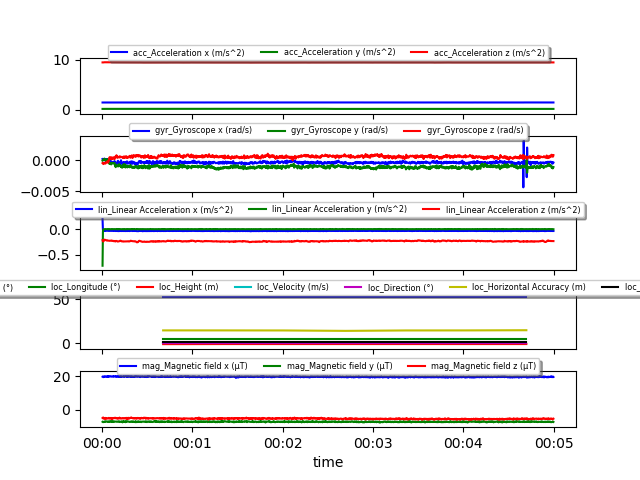 acc_Acceleration x (m/s^2) acc_Acceleration y (m/s^2) acc_Acceleration z (m/s^2)
10
0
gyr_Gyroscope x (rad/s) gyr_Gyroscope y (rad/s) gyr_Gyroscope z (rad/s)
0.000
−0.005
lin_Linear Acceleration x (m/s^2) lin_Linear Acceleration y (m/s^2) lin_Linear Acceleration z (m/s^2)
0.0
−0.5
(°) loc_Longitude (°) loc_Height (m) loc_Velocity (m/s) loc_Direction (°) loc_Horizontal Accuracy (m) loc_
50
0
mag_Magnetic field x (µT) mag_Magnetic field y (µT) mag_Magnetic field z (µT)
20
0
00:00 00:01 00:02 00:03 00:04 00:05
time